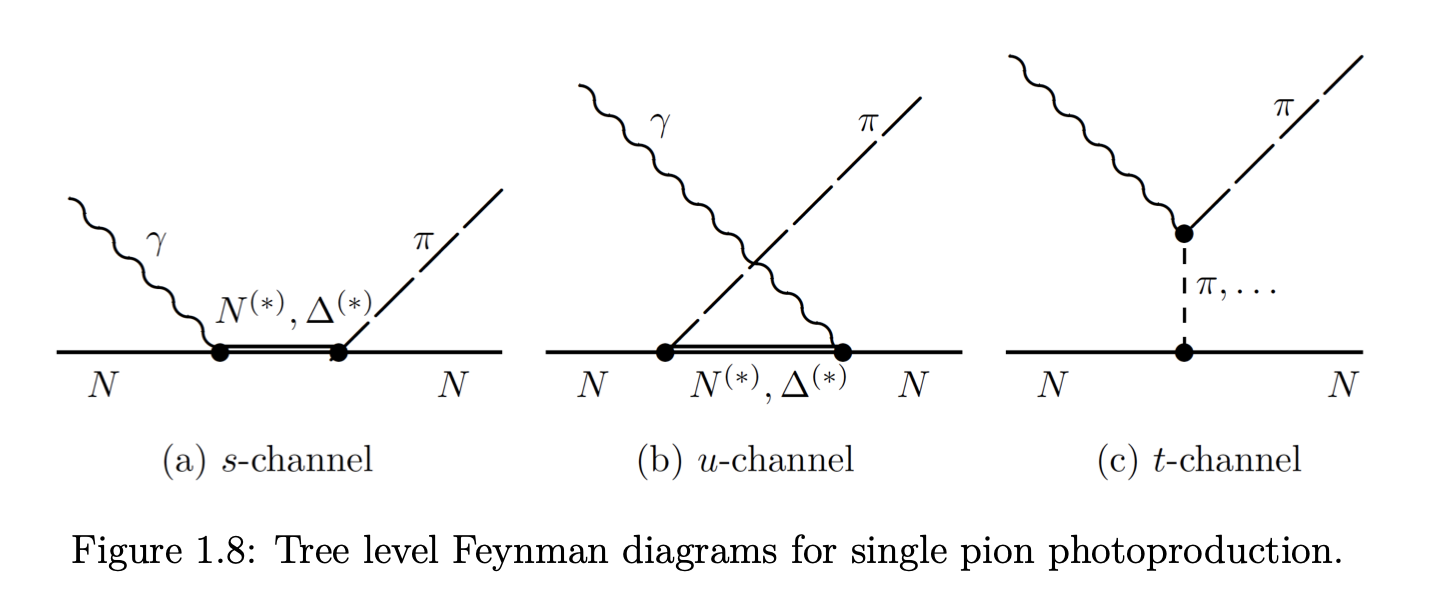 γ
π
N^(*), Δ^(*)
N
N
(a) s-channel
γ
π
N
N^(*), Δ^(*)
N
(b) u-channel
π
π, . . .
N
N
(c) t-channel
Figure 1.8: Tree level Feynman diagrams for single pion photoproduction.